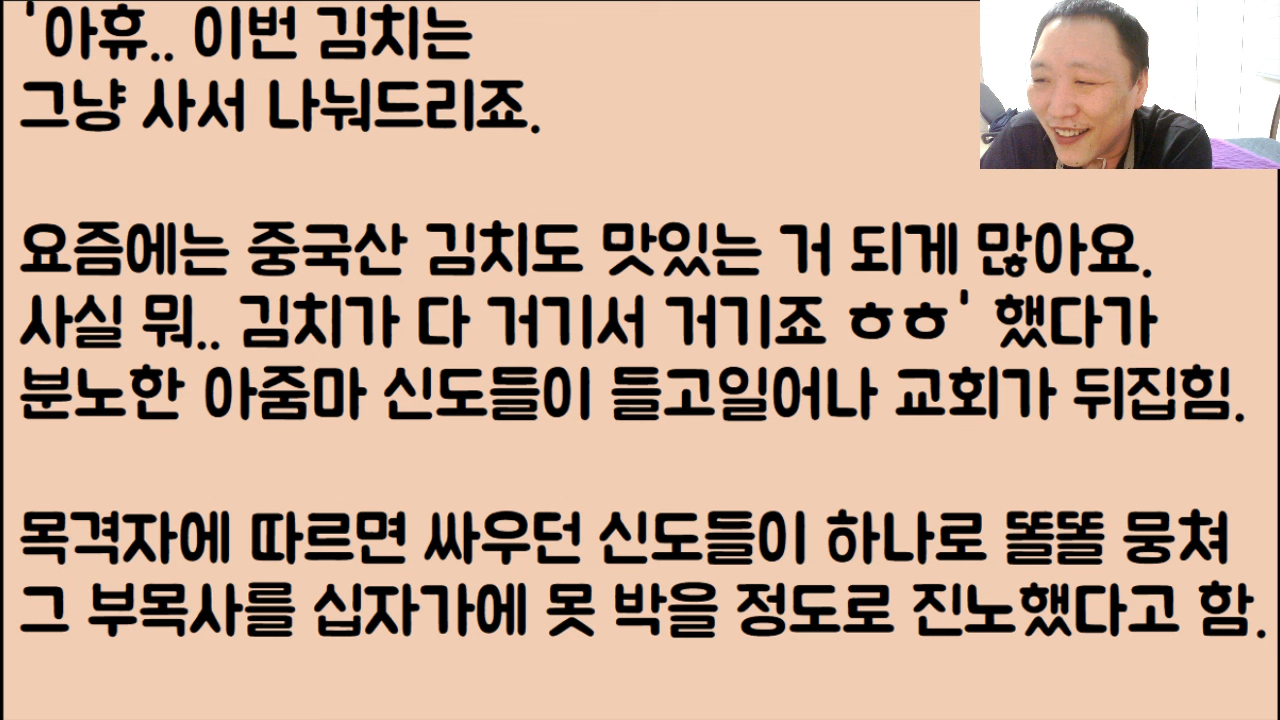 '아휴.. 이번 김치는
그냥 사서 나눠드리죠.
요즘에는 중국산 김치도 맛있는 거 되게 많아요.
사실 뭐.. 김치가 다 거기서 거기죠 ㅎㅎ' 했다가
분노한 아줌마 신도들이 들고일어나 교회가 뒤집힘.
목격자에 따르면 싸우던 신도들이 하나로 똘똘 뭉쳐
그 부목사를 십자가에 못 박을 정도로 진노했다고 함.